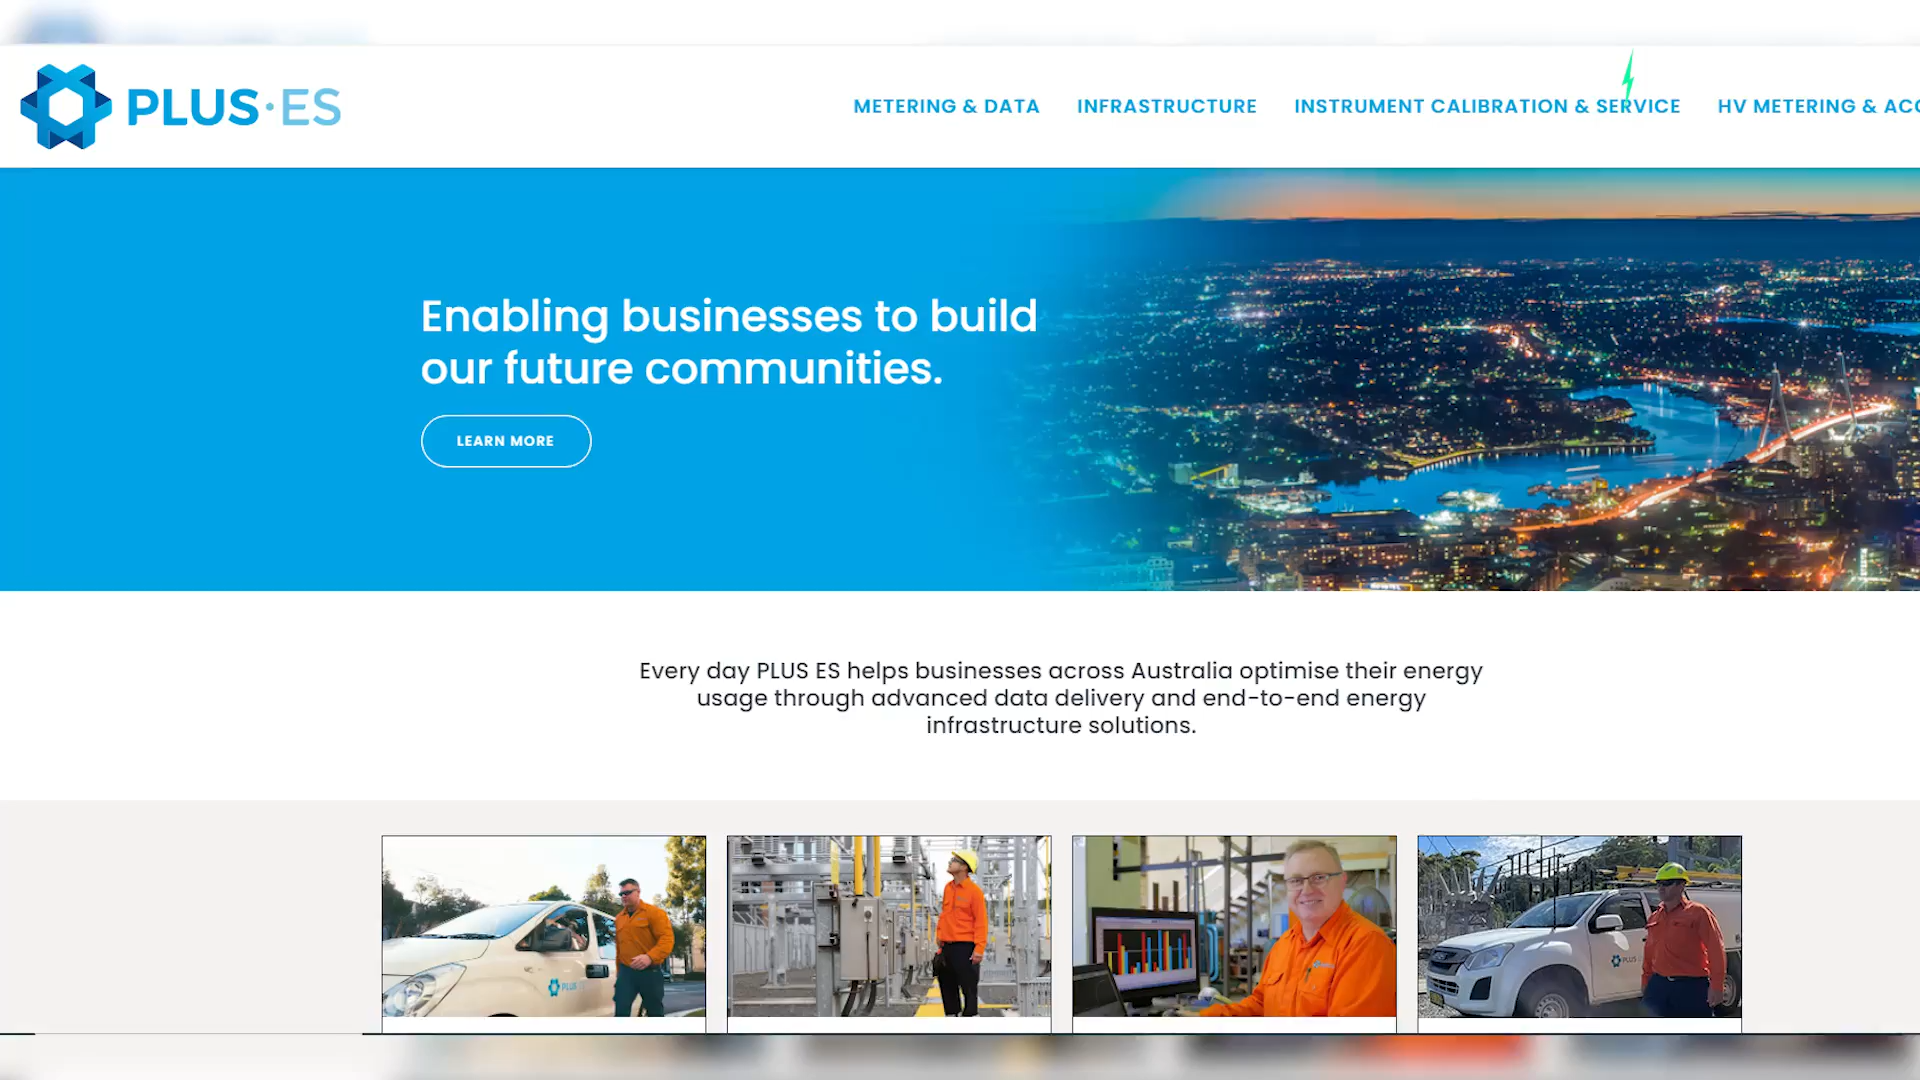 PLUS·ES
METERING & DATA
INFRASTRUCTURE
INSTRUMENT CALIBRATION & SERVICE
HV METERING &
Enabling businesses to build
our future communities.
LEARN MORE
Every day PLUS ES helps businesses across Australia optimise their energy
usage through advanced data delivery and end-to-end energy
infrastructure solutions.
PLUS
PLUS